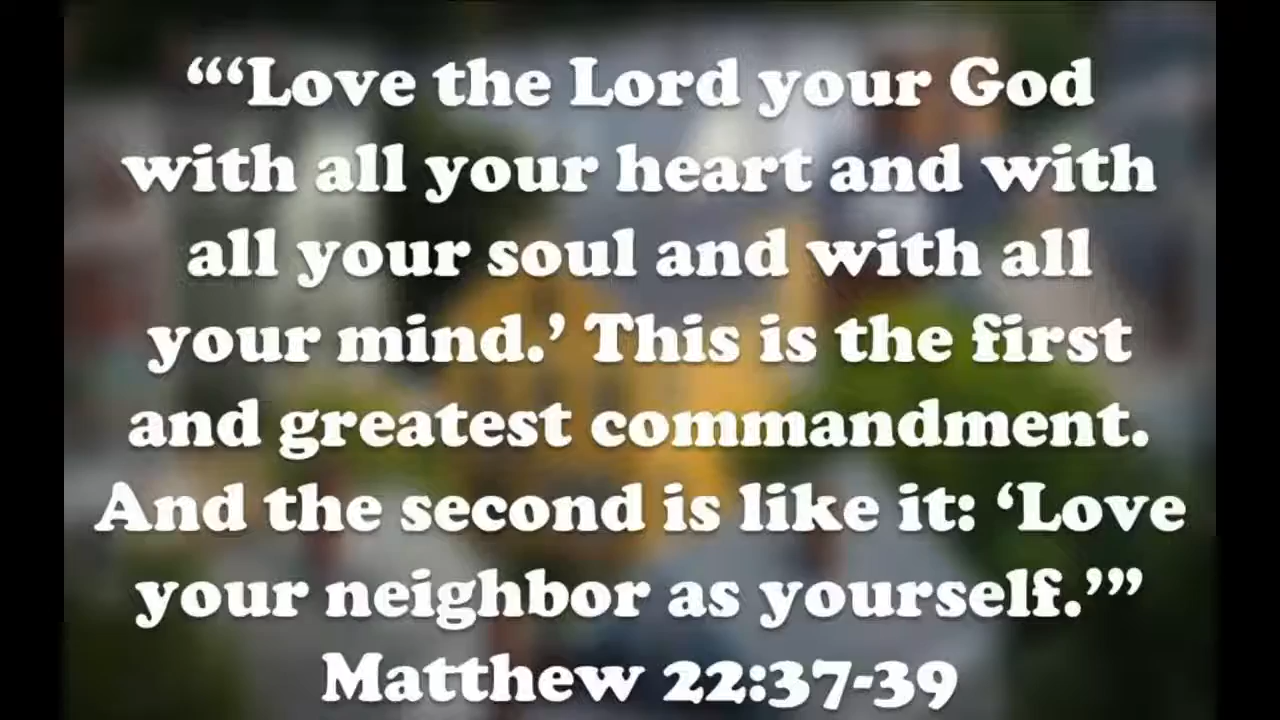 “‘Love the Lord your God
with all your heart and with
all your soul and with all
your mind.’ This is the first
and greatest commandment.
And the second is like it: ‘Love
your neighbor as yourself.’”
Matthew 22:37-39